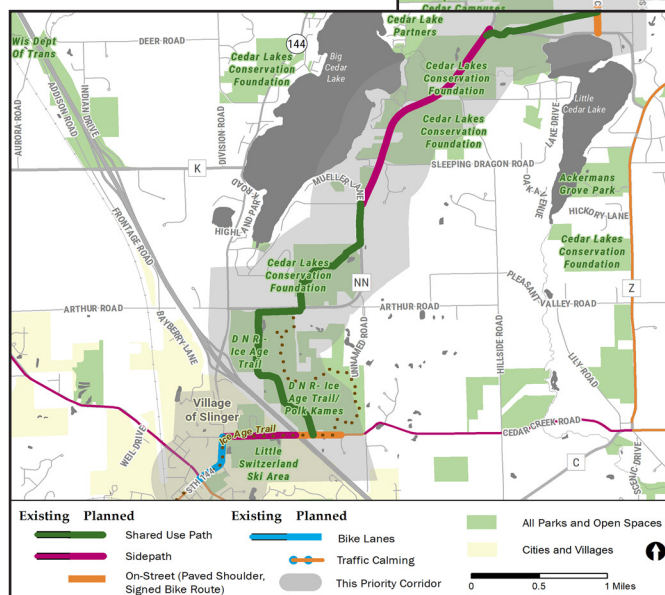 Cedar Campuses
Cedar Lake
Partners
Wis Dept
Of Trans
DEER ROAD
144
Cedar Lakes
Conservation
Foundation
Big
Cedar
Lake
Cedar Lakes
Conservation
Foundation
Cedar Lakes
Conservation
Foundation
Little
Cedar Lake
AURORA ROAD
ADDISON ROAD
INDIAN DRIVE
DIVISION ROAD
LAKE DRIVE
K
SLEEPING DRAGON ROAD
MUELLER LANE
HIGHLAND PARK ROAD
OAK AVENUE
Ackermans
Grove Park
HICKORY LANE
FRONTAGE ROAD
Cedar Lakes
Conservation
Foundation
Cedar Lakes
Conservation
Foundation
NN
Z
PLEASANT VALLEY ROAD
ARTHUR ROAD
ARTHUR ROAD
BAYBERRY LANE
D N R -
Ice Age
Trail
UNNAMED ROAD
HILLSIDE ROAD
LILY ROAD
D N R- Ice
Age Trail/
Polk Kames
Village
of Slinger
Ice Age Trail
CEDAR CREEK ROAD
WEIL DRIVE
Little
Switzerland
Ski Area
STH 144
C
SCENIC DRIVE
Existing Planned
Shared Use Path
Sidepath
On-Street (Paved Shoulder,
Signed Bike Route)
Existing Planned
Bike Lanes
Traffic Calming
This Priority Corridor
All Parks and Open Spaces
Cities and Villages
0 0.5 1 Miles